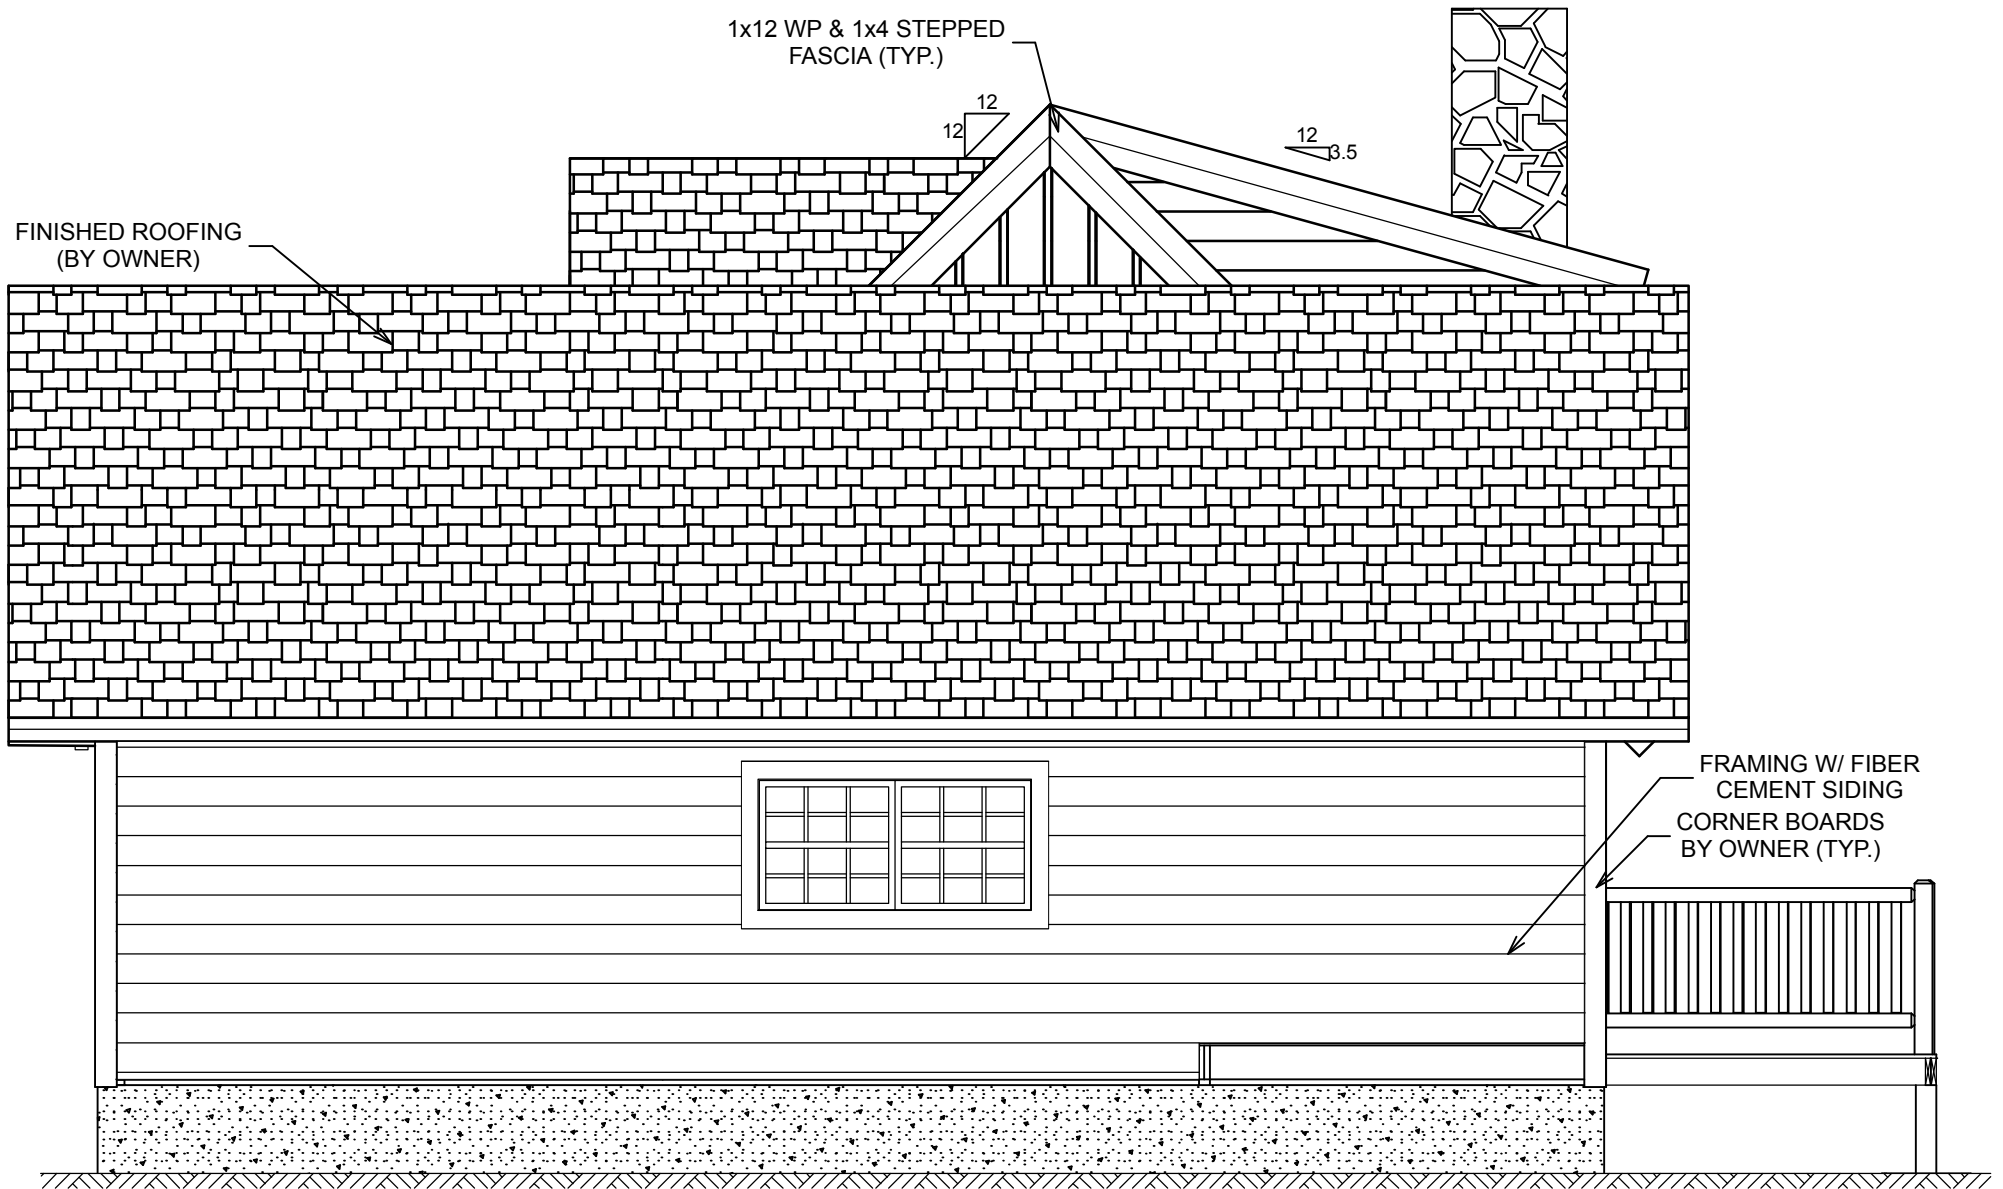 1x12 WP & 1x4 STEPPED
FASCIA (TYP.)
12
12
12
3.5
FINISHED ROOFING
(BY OWNER)
FRAMING W/ FIBER
CEMENT SIDING
CORNER BOARDS
BY OWNER (TYP.)